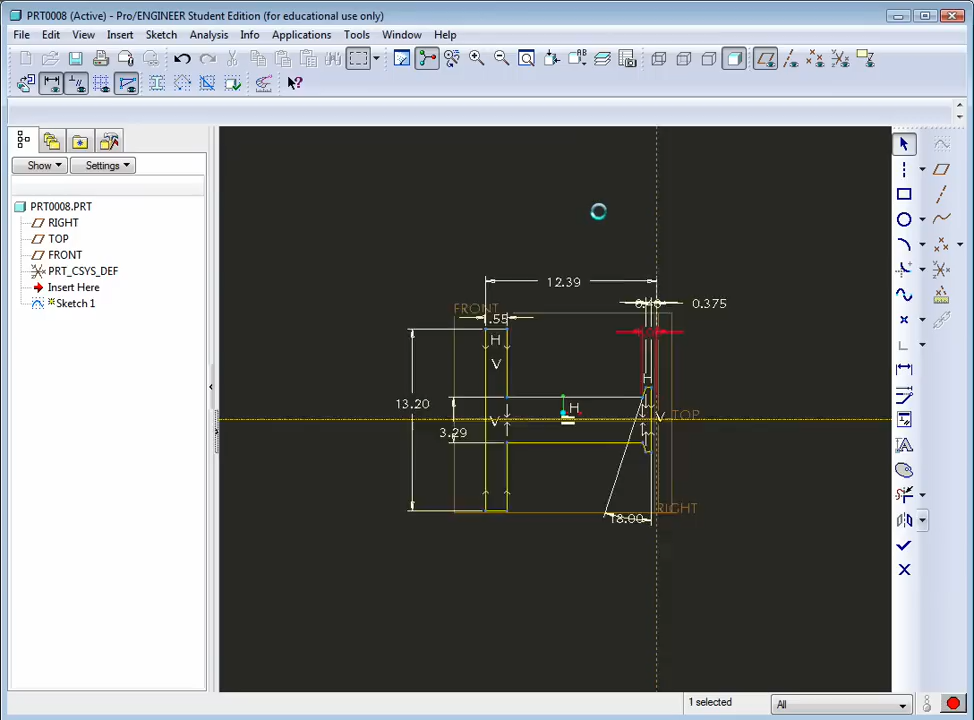 PRT0008 (Active) - Pro/ENGINEER Student Edition (for educational use only)
File Edit View Insert Sketch Analysis Info Applications Tools Window Help
Show Settings
PRT0008.PRT
RIGHT
TOP
FRONT
PRT_CSYS_DEF
Insert Here
Sketch 1
12.39
0.375
FRONT
.55
H
V
H
13.20
H
V
V
TOP
3.29
RIGHT
18.00
1 selected
All